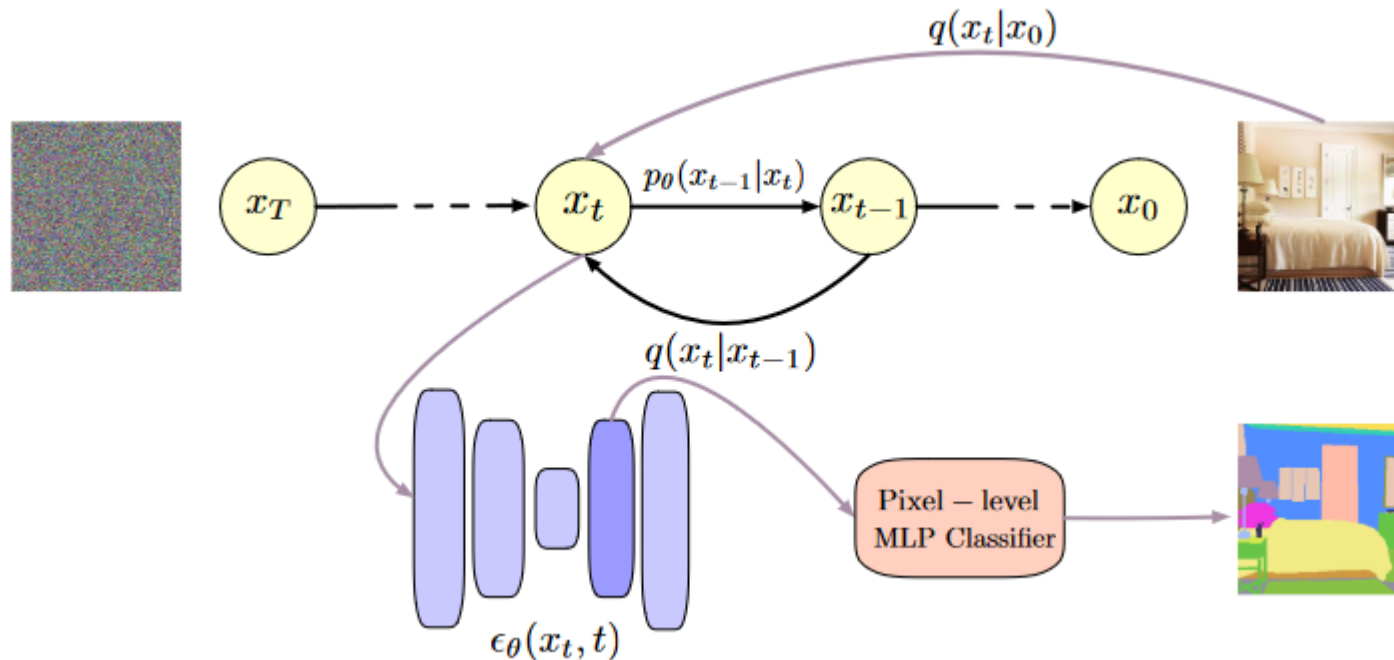 q(x_t|x_0)
x_T
x_t
p_θ(x_{t-1}|x_t)
x_{t-1}
x_0
q(x_t|x_{t-1})
Pixel – level
MLP Classifier
ϵ_θ(x_t, t)